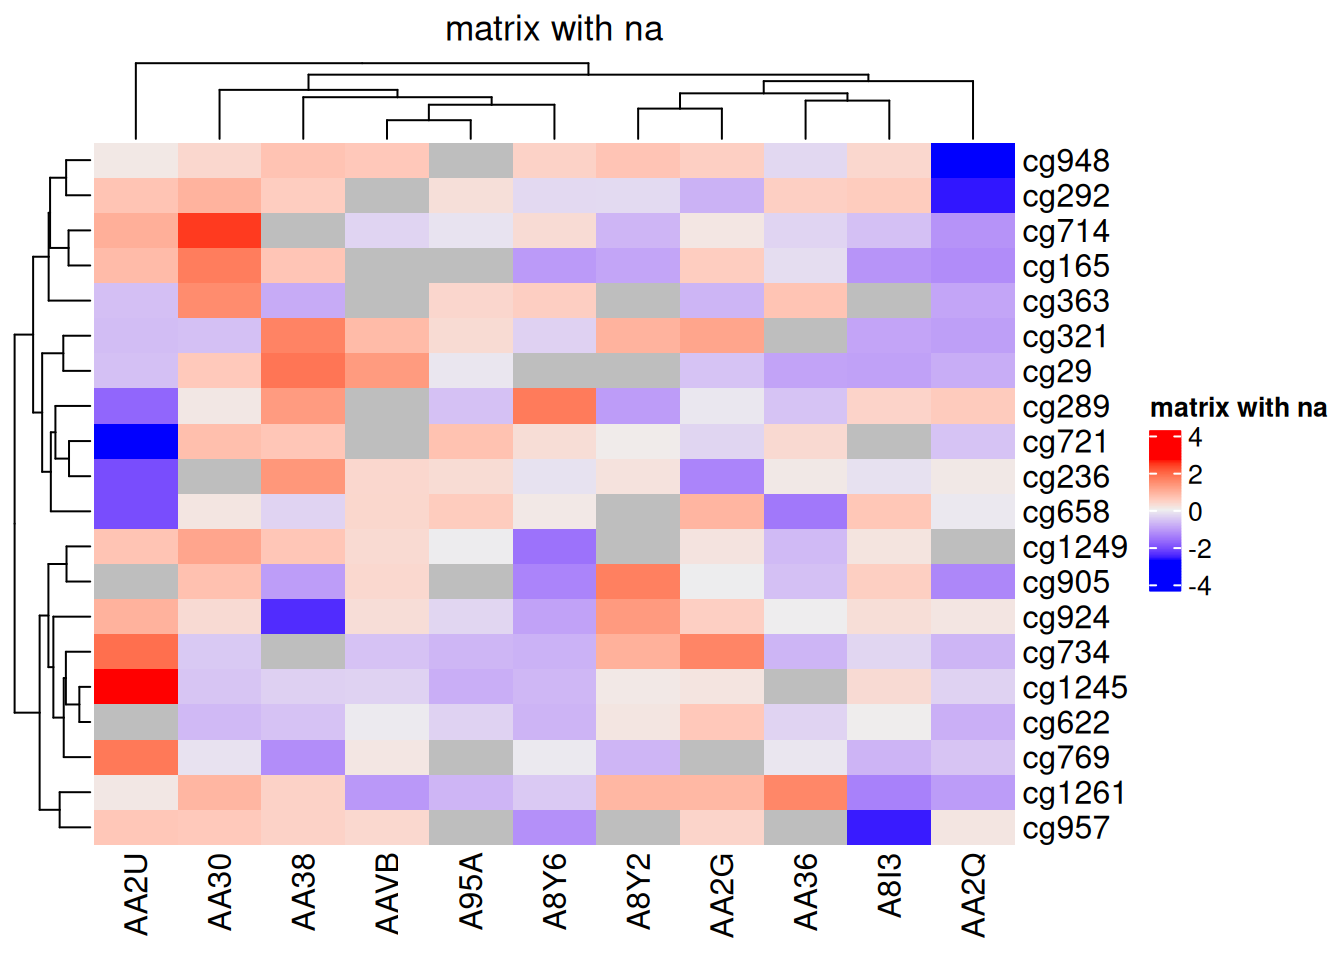 matrix with na
cg948
cg292
cg714
cg165
cg363
cg321
cg29
cg289
cg721
cg236
cg658
cg1249
cg905
cg924
cg734
cg1245
cg622
cg769
cg1261
cg957
matrix with na
4
2
0
-2
-4
AA2U
AA30
AA38
AAVB
A95A
A8Y6
A8Y2
AA2G
AA36
A8I3
AA2Q